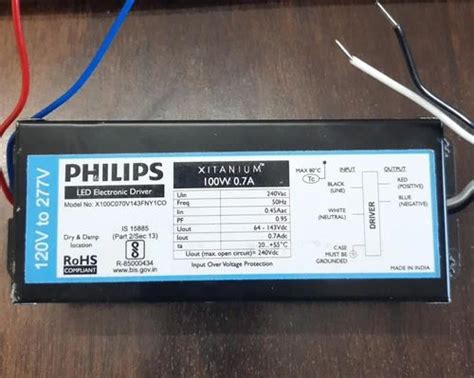 120V to 277V
PHILIPS
LED Electronic Driver
Model No: X100C070V143FNY1CO
Dry & Damp
location
IS 15885
(Part 2/Sec 13)
RoHS
COMPLIANT
R-85000434
www.bis.gov.in
XITANIUM™
100W 0.7A
Uin 240Vac
Freq 50Hz
Iin 0.45Aac
PF 0.95
Uout 64 - 143Vdc
Iout 0.7Adc
ta 20..+55°C
Uout (max. open circuit)= 240Vdc
Input Over Voltage Protection
MAX 80°C
Tc
INPUT
OUTPUT
BLACK
(LINE)
WHITE
(NEUTRAL)
CASE
MUST BE
GROUNDED
DRIVER
RED
(POSITIVE)
BLUE
(NEGATIVE)
MADE IN INDIA